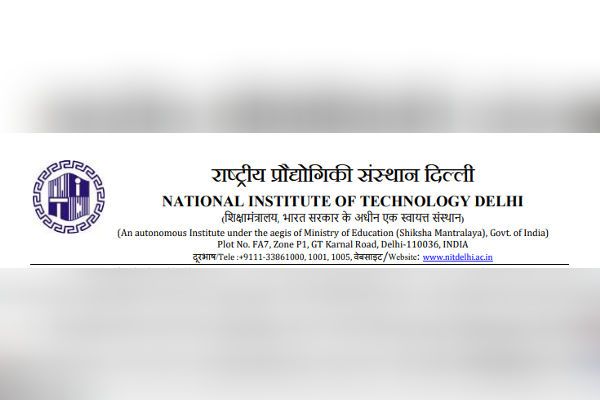 राष्ट्रीय प्रौद्योगिकी संस्थान दिल्ली
NATIONAL INSTITUTE OF TECHNOLOGY DELHI
(शिक्षामंत्रालय, भारत सरकार के अधीन एक स्वायत्त संस्थान)
(An autonomous Institute under the aegis of Ministry of Education (Shiksha Mantralaya), Govt. of India)
Plot No. FA7, Zone P1, GT Karnal Road, Delhi-110036, INDIA
दूरभाष/Tele :+9111-33861000, 1001, 1005, वेबसाइट/Website: www.nitdelhi.ac.in